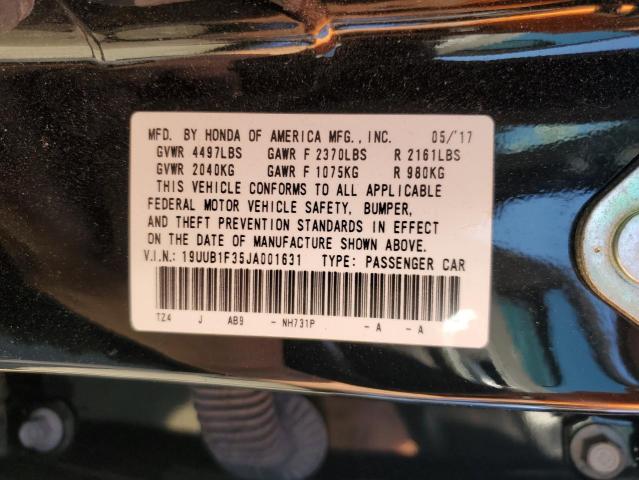 MFD. BY HONDA OF AMERICA MFG., INC. 05/'17
GVWR 4497LBS GAWR F 2370LBS R 2161LBS
GVWR 2040KG GAWR F 1075KG R 980KG
THIS VEHICLE CONFORMS TO ALL APPLICABLE
FEDERAL MOTOR VEHICLE SAFETY, BUMPER,
AND THEFT PREVENTION STANDARDS IN EFFECT
ON THE DATE OF MANUFACTURE SHOWN ABOVE.
V.I.N.: 19UUB1F35JA001631 TYPE: PASSENGER CAR
TZ4 J AB9 - NH731P - A - A